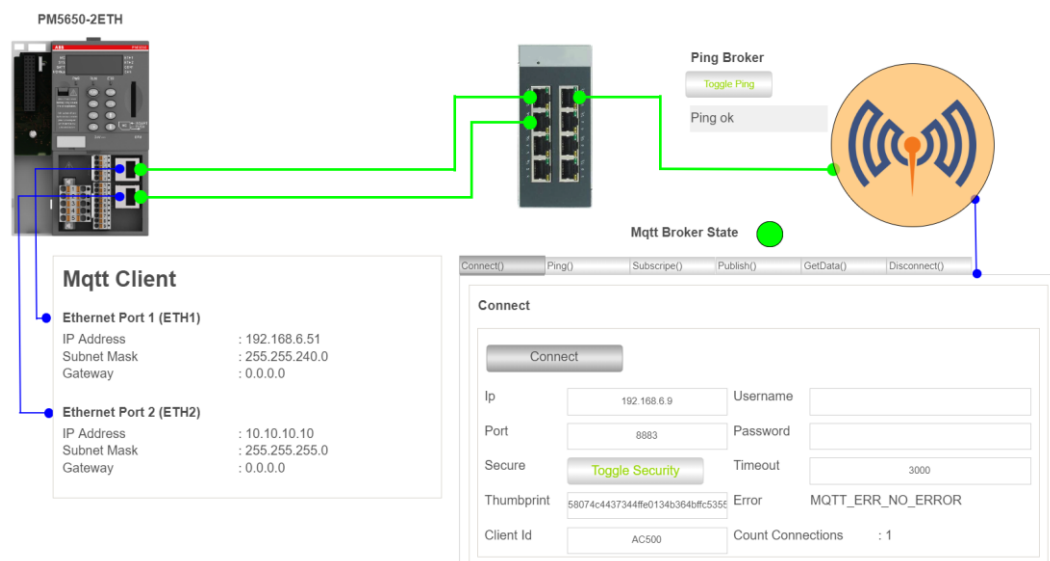 PM5650-2ETH
ABB
Ping Broker
Toggle Ping
Ping ok
Mqtt Broker State
Connect() Ping() Subscripe() Publish() GetData() Disconnect()
Mqtt Client
Ethernet Port 1 (ETH1)
IP Address : 192.168.6.51
Subnet Mask : 255.255.240.0
Gateway : 0.0.0.0
Ethernet Port 2 (ETH2)
IP Address : 10.10.10.10
Subnet Mask : 255.255.255.0
Gateway : 0.0.0.0
Connect
Connect
Ip 192.168.6.9 Username
Port 8883 Password
Secure Toggle Security Timeout 3000
Thumbprint 58074c4437344ffe0134b364bffc5355 Error MQTT_ERR_NO_ERROR
Client Id AC500 Count Connections : 1